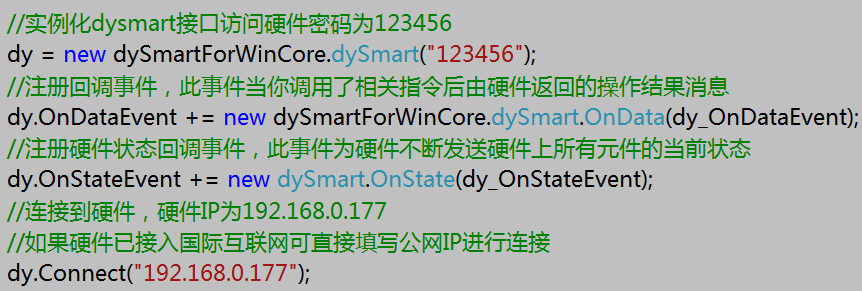 //实例化dysmart接口访问硬件密码为123456
dy = new dySmartForWinCore.dySmart("123456");
//注册回调事件，此事件当你调用了相关指令后由硬件返回的操作结果消息
dy.OnDataEvent += new dySmartForWinCore.dySmart.OnData(dy_OnDataEvent);
//注册硬件状态回调事件，此事件为硬件不断发送硬件上所有元件的当前状态
dy.OnStateEvent += new dySmart.OnState(dy_OnStateEvent);
//连接到硬件，硬件IP为192.168.0.177
//如果硬件已接入国际互联网可直接填写公网IP进行连接
dy.Connect("192.168.0.177");